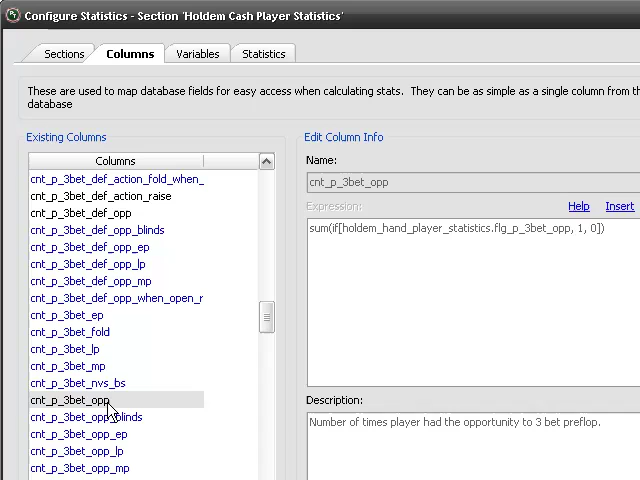 Configure Statistics - Section 'Holdem Cash Player Statistics'
Sections Columns Variables Statistics
These are used to map database fields for easy access when calculating stats. They can be as simple as a single column from
database
Existing Columns
Columns
cnt_p_3bet_def_action_fold_when_
cnt_p_3bet_def_action_raise
cnt_p_3bet_def_opp
cnt_p_3bet_def_opp_blinds
cnt_p_3bet_def_opp_ep
cnt_p_3bet_def_opp_lp
cnt_p_3bet_def_opp_mp
cnt_p_3bet_def_opp_when_open_r
cnt_p_3bet_ep
cnt_p_3bet_fold
cnt_p_3bet_lp
cnt_p_3bet_mp
cnt_p_3bet_nvs_bs
cnt_p_3bet_opp
cnt_p_3bet_opp_blinds
cnt_p_3bet_opp_ep
cnt_p_3bet_opp_lp
cnt_p_3bet_opp_mp
Edit Column Info
Name:
cnt_p_3bet_opp
Expression: Help Insert
sum(if[holdem_hand_player_statistics.flg_p_3bet_opp, 1, 0])
Description:
Number of times player had the opportunity to 3 bet preflop.